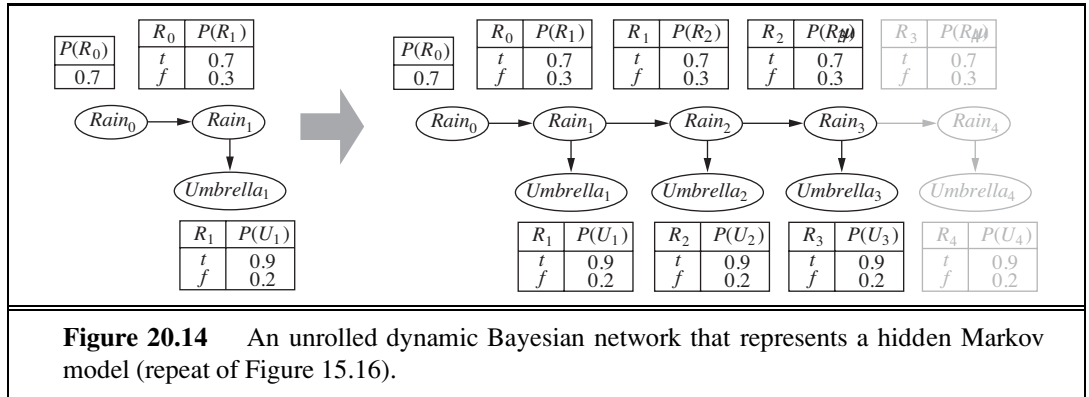 R0 P(R1)
P(R0)
t 0.7
0.7
f 0.3
Rain0
Rain1
Umbrella1
R1 P(U1)
t 0.9
f 0.2
P(R0)
0.7
R0 P(R1)
t 0.7
f 0.3
R1 P(R2)
t 0.7
f 0.3
R2
t 0.7
f 0.3
R3
t 0.7
f 0.3
Rain0
Rain1
Rain2
Rain3
Rain4
Umbrella1
Umbrella2
Umbrella3
Umbrella4
R1 P(U1)
t 0.9
f 0.2
R2 P(U2)
t 0.9
f 0.2
R3 P(U3)
t 0.9
f 0.2
R4 P(U4)
t 0.9
f 0.2
Figure 20.14 An unrolled dynamic Bayesian network that represents a hidden Markov
model (repeat of Figure 15.16).